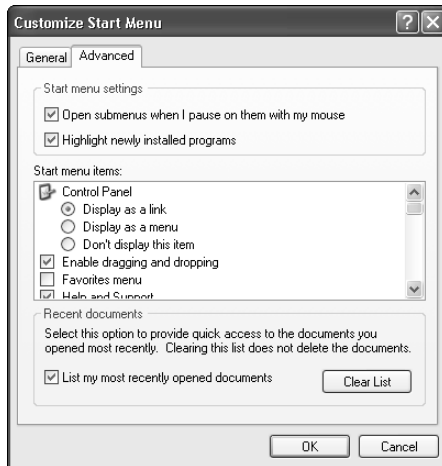 Customize Start Menu
General Advanced
Start menu settings
Open submenus when I pause on them with my mouse
Highlight newly installed programs
Start menu items:
Control Panel
Display as a link
Display as a menu
Don't display this item
Enable dragging and dropping
Favorites menu
Help and Support
Recent documents
Select this option to provide quick access to the documents you
opened most recently. Clearing this list does not delete the documents.
List my most recently opened documents
Clear List
OK Cancel